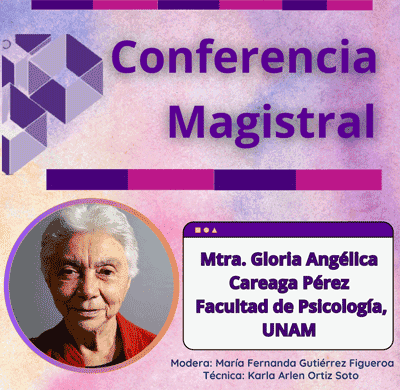 Conferencia
Magistral
Mtra. Gloria Angélica
Careaga Pérez
Facultad de Psicología,
UNAM
Modera: María Fernanda Gutiérrez Figueroa
Técnica: Karla Arlen Ortiz Soto